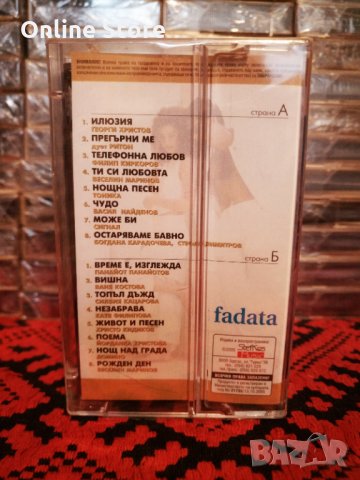 Online Store
страна А
1. ИЛЮЗИЯ
ГЕОРГИ ХРИСТОВ
2. ПРЕГЪРНИ МЕ
дует РИТОН
3. ТЕЛЕФОННА ЛЮБОВ
ФИЛИП КИРКОРОВ
4. ТИ СИ ЛЮБОВТА
ВЕСЕЛИН МАРИНОВ
5. НОЩНА ПЕСЕН
ТОНИКА
6. ЧУДО
ВАСИЛ НАЙДЕНОВ
7. МОЖЕ БИ
СИГНАЛ
8. ОСТАРЯВАМЕ БАВНО
БОГДАНА КАРАДОЧЕВА, СТЕФАН ДИМИТРОВ
страна Б
1. ВРЕМЕ Е, ИЗГЛЕЖДА
ПАНАЙОТ ПАНАЙОТОВ
2. ВИШНА
ВАНЯ КОСТОВА
3. ТОПЪЛ ДЪЖД
СИЛВИЯ КАЦАРОВА
4. НЕЗАБРАВА
КАТЯ ФИЛИПОВА
5. ЖИВОТ И ПЕСЕН
ХРИСТО КИДИКОВ
6. ПОЕМА
ЙОРДАНКА ХРИСТОВА
7. НОЩ НАД ГРАДА
ДОМИНО
8. РОЖДЕН ДЕН
ВЕСЕЛИН МАРИНОВ
fadata
ВСИЧКИ ПРАВА ЗАПАЗЕНИ!
bazar